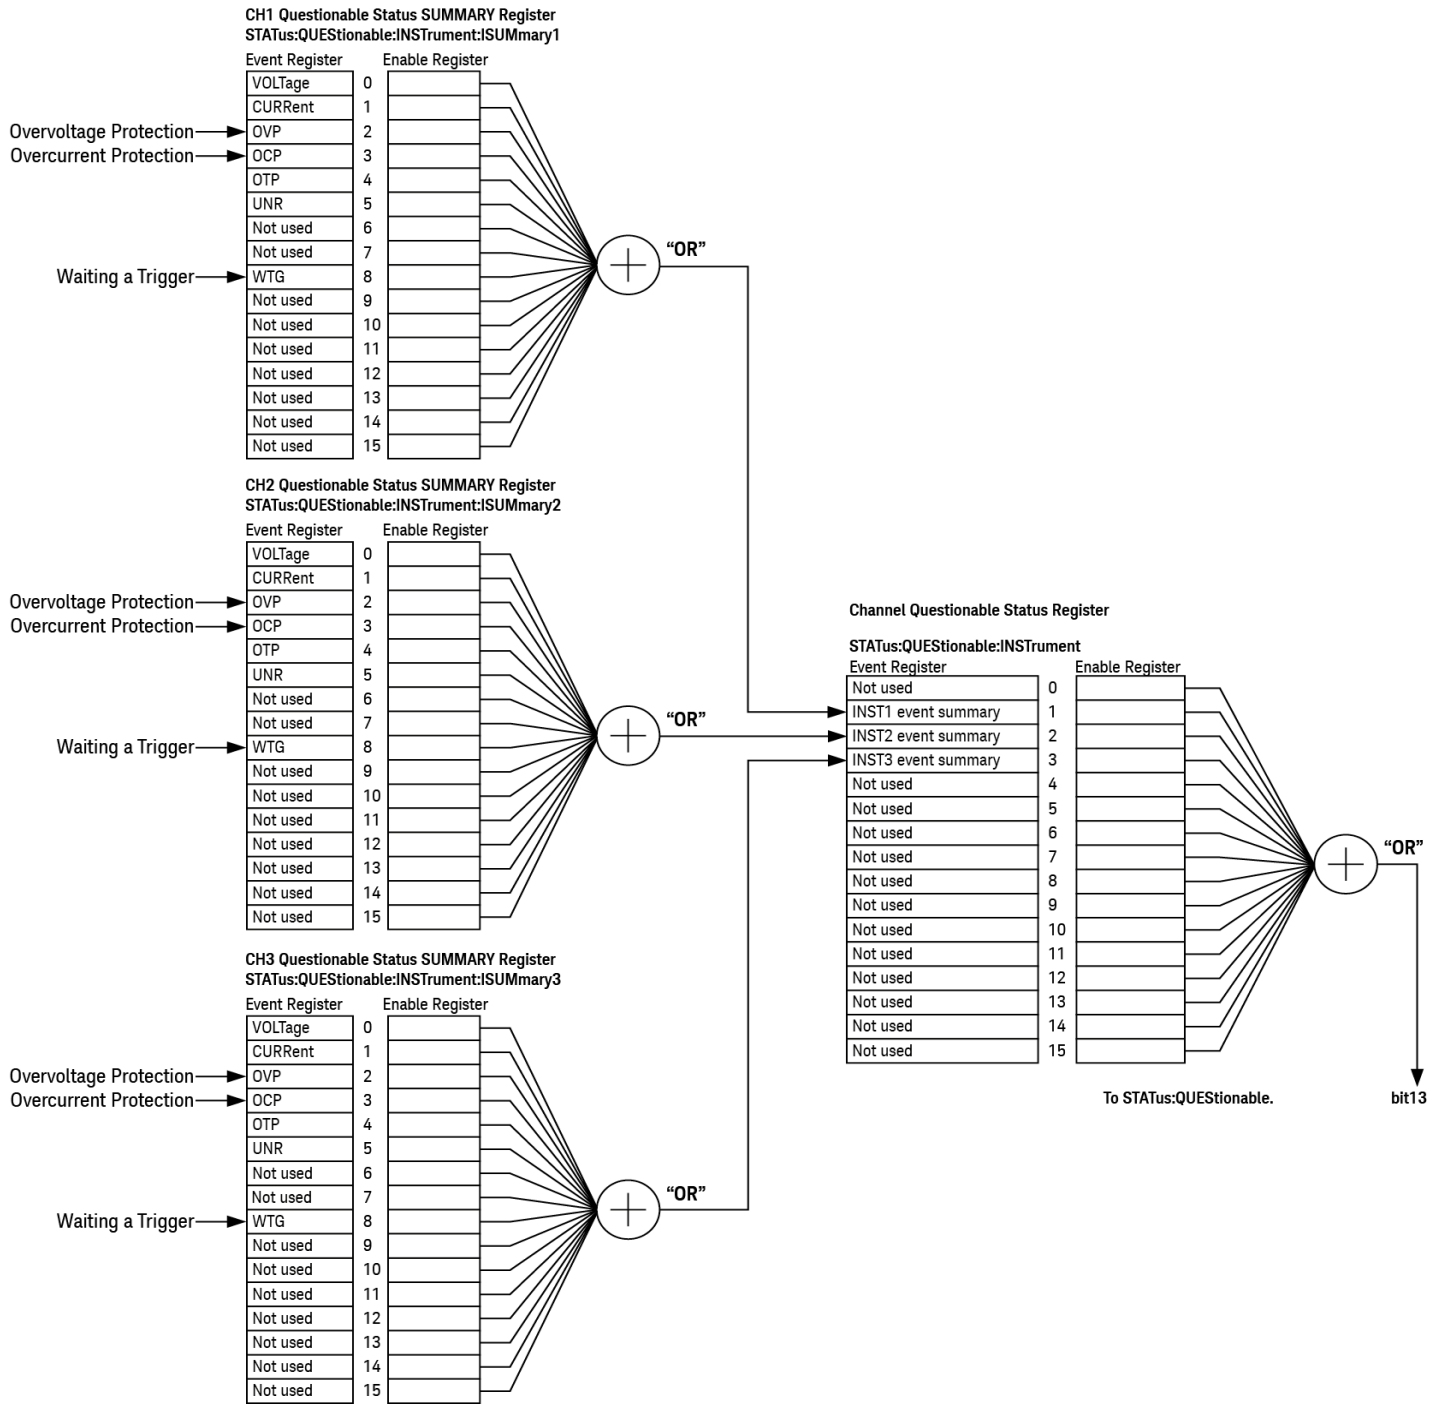 CH1 Questionable Status SUMMARY Register
STATus:QUEStionable:INSTrument:ISUMmary1
Event Register Enable Register
VOLTage 0
CURRent 1
Overvoltage Protection OVP 2
Overcurrent Protection OCP 3
OTP 4
UNR 5
Not used 6
Not used 7
“OR”
Waiting a Trigger WTG 8
Not used 9
Not used 10
Not used 11
Not used 12
Not used 13
Not used 14
Not used 15
CH2 Questionable Status SUMMARY Register
STATus:QUEStionable:INSTrument:ISUMmary2
Event Register Enable Register
VOLTage 0
CURRent 1
Overvoltage Protection OVP 2
Overcurrent Protection OCP 3
OTP 4
UNR 5
Not used 6
Not used 7
“OR”
Waiting a Trigger WTG 8
Not used 9
Not used 10
Not used 11
Not used 12
Not used 13
Not used 14
Not used 15
CH3 Questionable Status SUMMARY Register
STATus:QUEStionable:INSTrument:ISUMmary3
Event Register Enable Register
VOLTage 0
CURRent 1
Overvoltage Protection OVP 2
Overcurrent Protection OCP 3
OTP 4
UNR 5
Not used 6
Not used 7
“OR”
Waiting a Trigger WTG 8
Not used 9
Not used 10
Not used 11
Not used 12
Not used 13
Not used 14
Not used 15
Channel Questionable Status Register
STATus:QUEStionable:INSTrument
Event Register Enable Register
Not used 0
INST1 event summary 1
INST2 event summary 2
INST3 event summary 3
Not used 4
Not used 5
Not used 6
Not used 7
“OR”
Not used 8
Not used 9
Not used 10
Not used 11
Not used 12
Not used 13
Not used 14
Not used 15
To STATus:QUEStionable. bit13